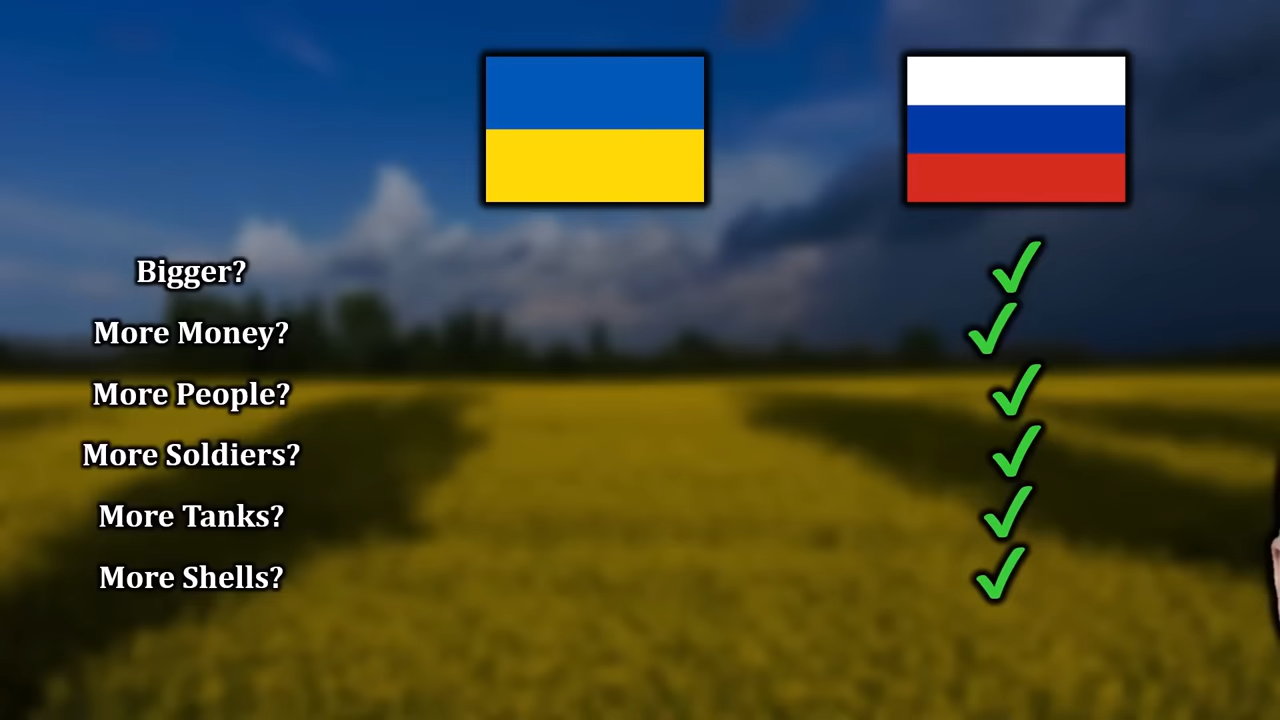 Bigger?
More Money?
More People?
More Soldiers?
More Tanks?
More Shells?